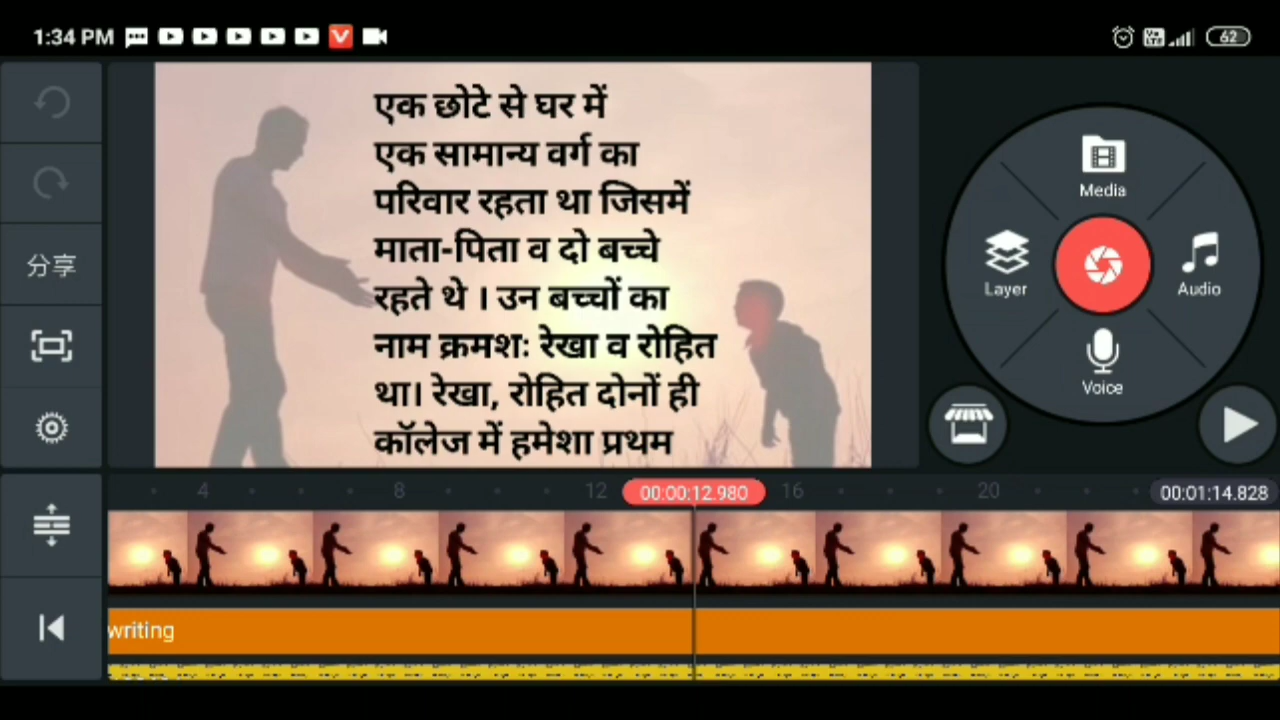 1:34 PM
62
分享
एक छोटे से घर में
एक सामान्य वर्ग का
परिवार रहता था जिसमें
माता-पिता व दो बच्चे
रहते थे । उन बच्चों का
नाम क्रमशः रेखा व रोहित
था। रेखा, रोहित दोनों ही
कॉलेज में हमेशा प्रथम
Media
Layer
Audio
Voice
4 8 12 00:00:12.980 16 20 00:01:14.828
writing